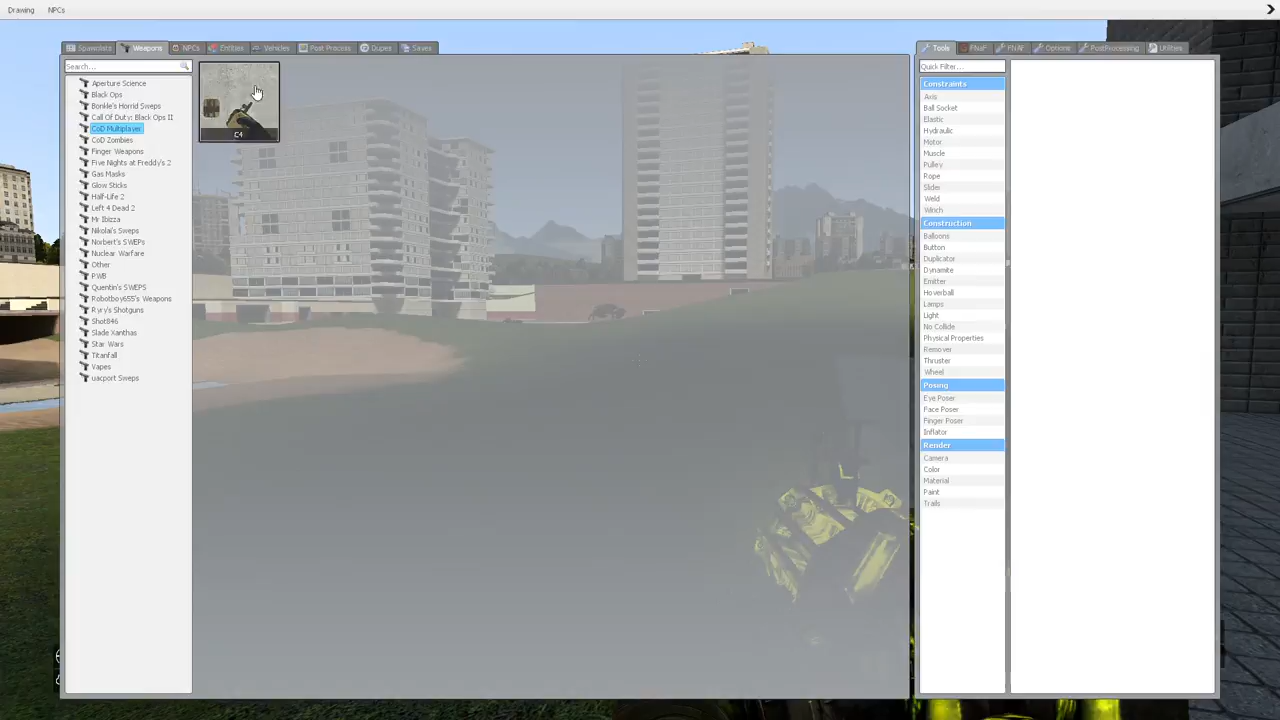 Drawing NPCs
Spawnlists Weapons NPCs Entities Vehicles Post Process Dupes Saves
Search...
Aperture Science
Black Ops
Bonkle's Horrid Sweps
Call Of Duty: Black Ops II
CoD Multiplayer
CoD Zombies
Finger Weapons
Five Nights at Freddy's 2
Gas Masks
Glow Sticks
Half-Life 2
Left 4 Dead 2
Mr Ibizza
Nikolai's Sweps
Norbert's SWEPs
Nuclear Warfare
Other
PWB
Quentin's SWEPS
Robotboy655's Weapons
Ryry's Shotguns
Shot846
Slade Xanthas
Star Wars
Titanfall
Vapes
uacport Sweps
C4
Tools FNaF FNAF Options PostProcessing Utilities
Quick Filter...
Constraints
Axis
Ball Socket
Elastic
Hydraulic
Motor
Muscle
Pulley
Rope
Slider
Weld
Winch
Construction
Balloons
Button
Duplicator
Dynamite
Emitter
Hoverball
Lamps
Light
No Collide
Physical Properties
Remover
Thruster
Wheel
Posing
Eye Poser
Face Poser
Finger Poser
Inflator
Render
Camera
Color
Material
Paint
Trails